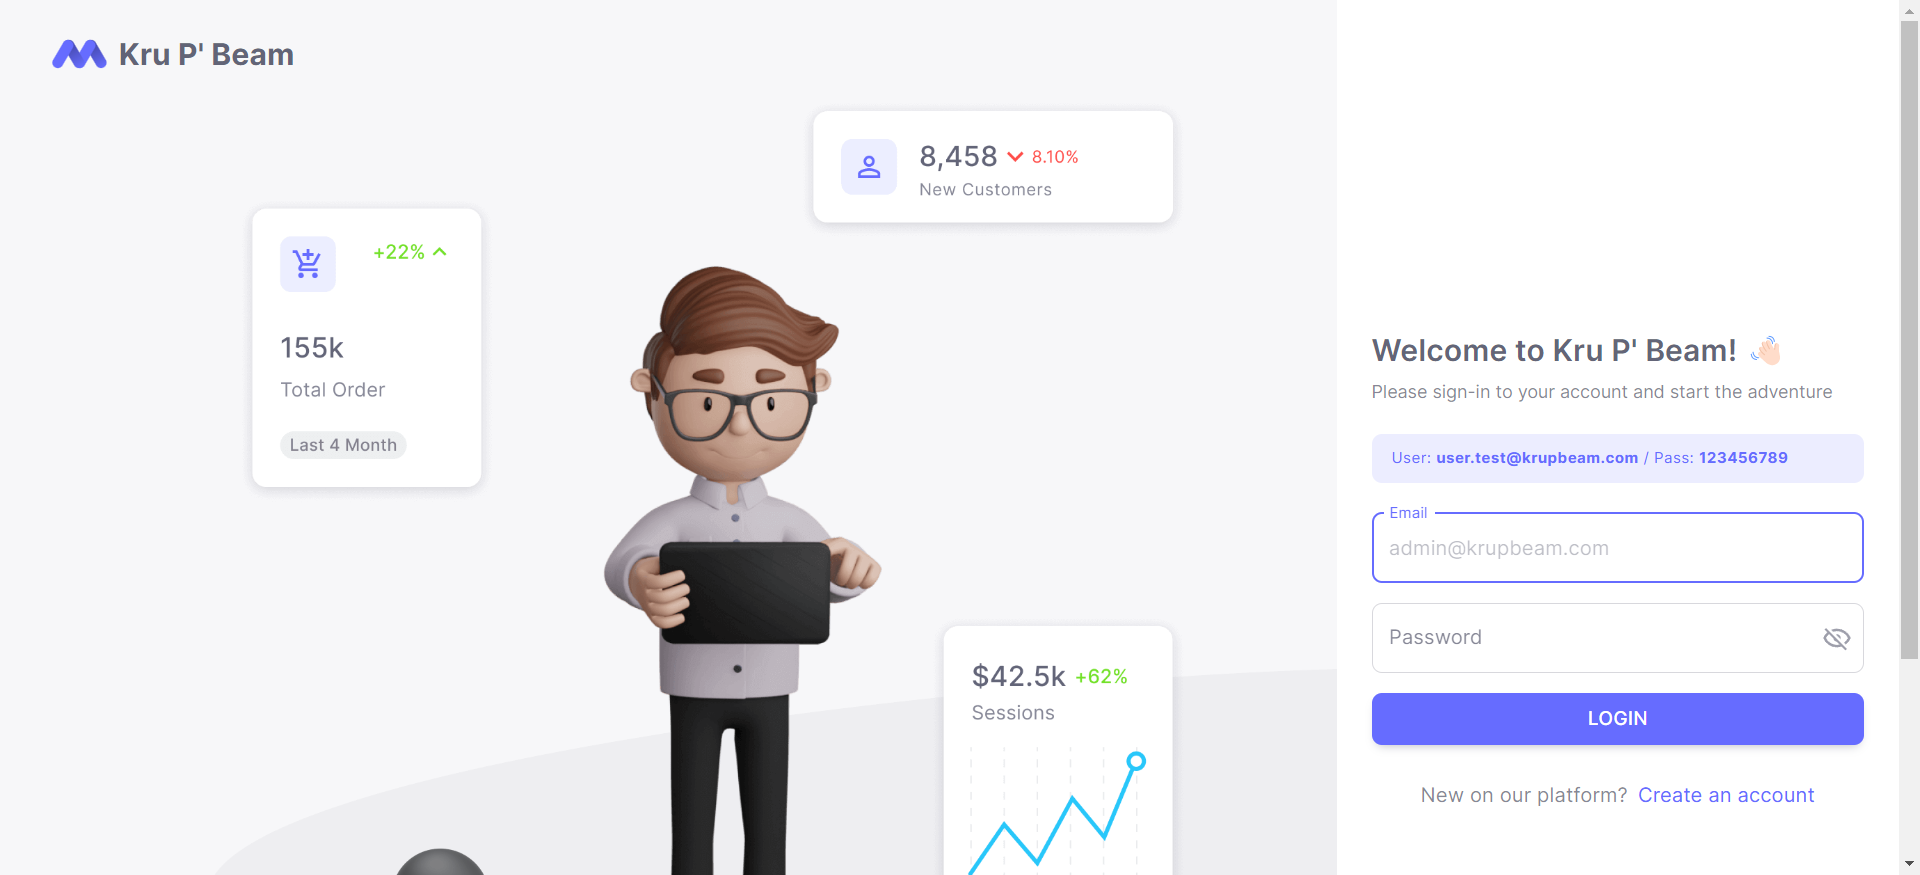 Kru P' Beam
8,458 8.10%
New Customers
+22%
155k
Total Order
Last 4 Month
$42.5k +62%
Sessions
Welcome to Kru P' Beam! 👋🏻
Please sign-in to your account and start the adventure
User: user.test@krupbeam.com / Pass: 123456789
Email
admin@krupbeam.com
Password
LOGIN
New on our platform? Create an account